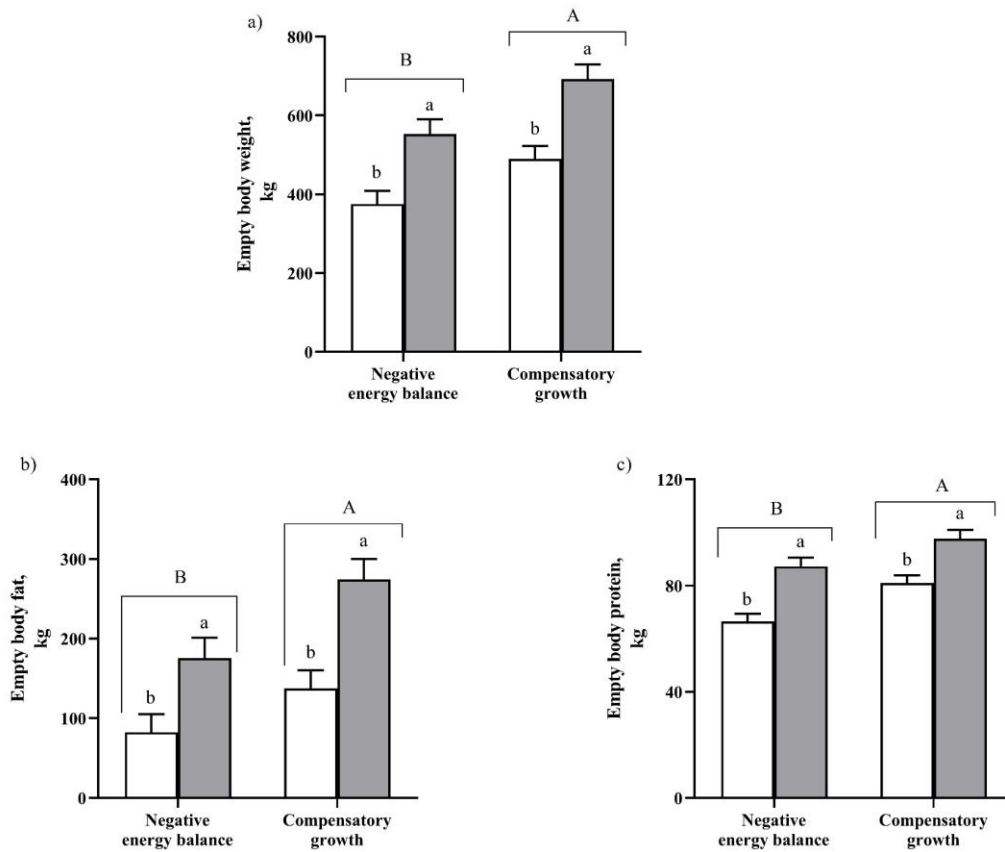 a)
Empty body weight,
kg
800
600
400
200
0
B
A
b
a
b
a
Negative
energy balance
Compensatory
growth
b)
Empty body fat,
kg
400
300
200
100
0
B
A
b
a
b
a
Negative
energy balance
Compensatory
growth
c)
Empty body protein,
kg
120
80
40
0
B
A
b
a
b
a
Negative
energy balance
Compensatory
growth